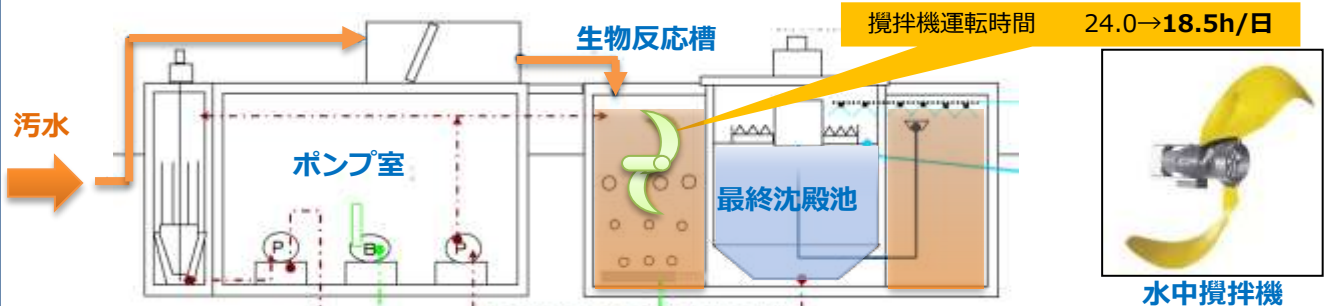 攪拌機運転時間　　24.0→18.5h/日
生物反応槽
汚水
ポンプ室
最終沈殿池
P
B
P
水中攪拌機